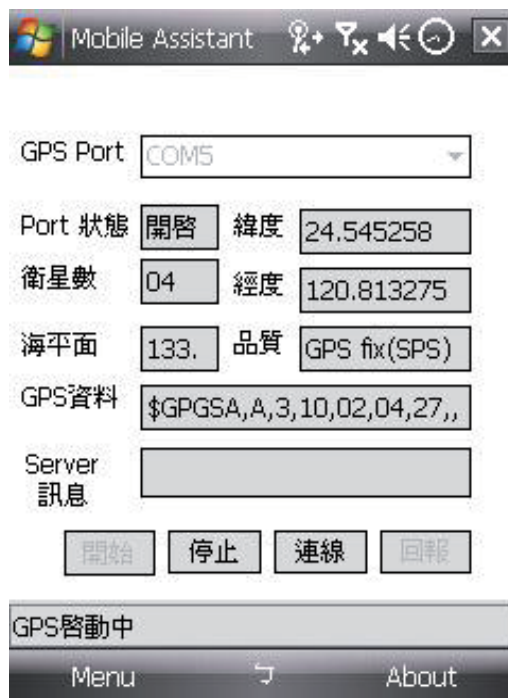 Mobile Assistant
GPS Port COM5
Port 狀態 開啓 緯度 24.545258
衛星數 04 經度 120.813275
海平面 133. 品質 GPS fix(SPS)
GPS資料 $GPGSA,A,3,10,02,04,27,,
Server
訊息
開始 停止 連線 回報
GPS啓動中
Menu ㄅ About